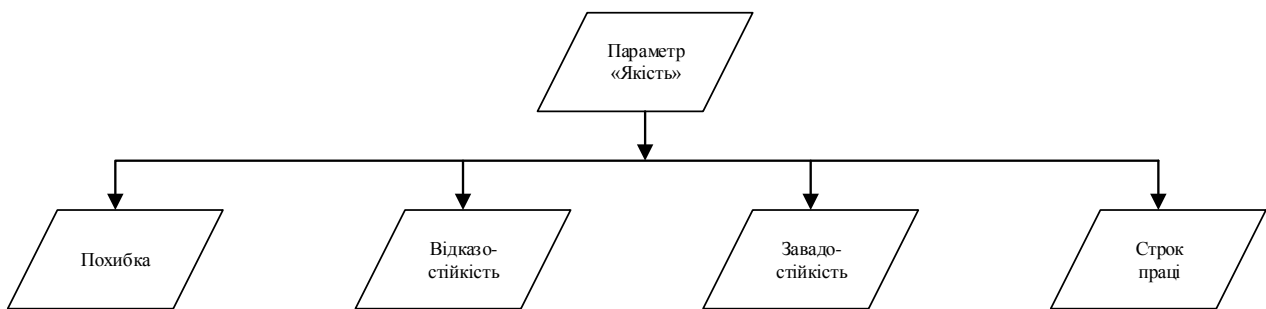 Параметр
«Якість»
Похибка
Відказо-
стійкість
Завадо-
стійкість
Строк
праці